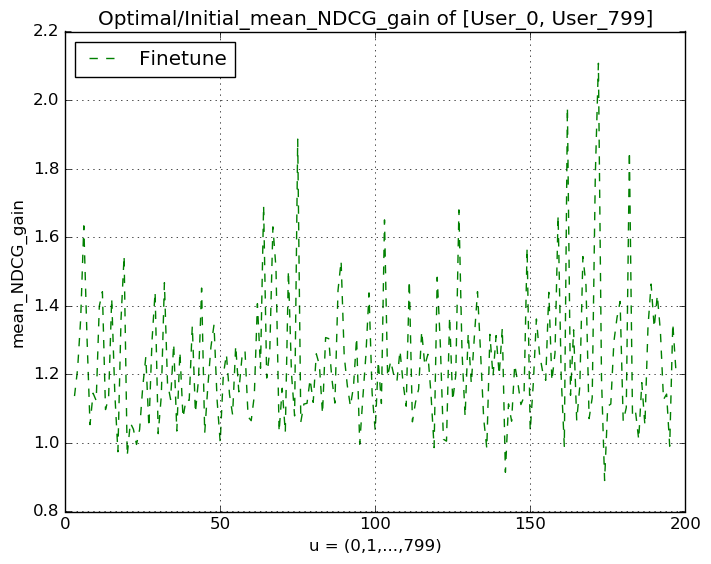 Optimal/Initial_mean_NDCG_gain of [User_0, User_799]
2.2
Finetune
2.0
1.8
1.6
1.4
1.2
1.0
0.8
mean_NDCG_gain
0 50 100 150 200
u = (0,1,...,799)